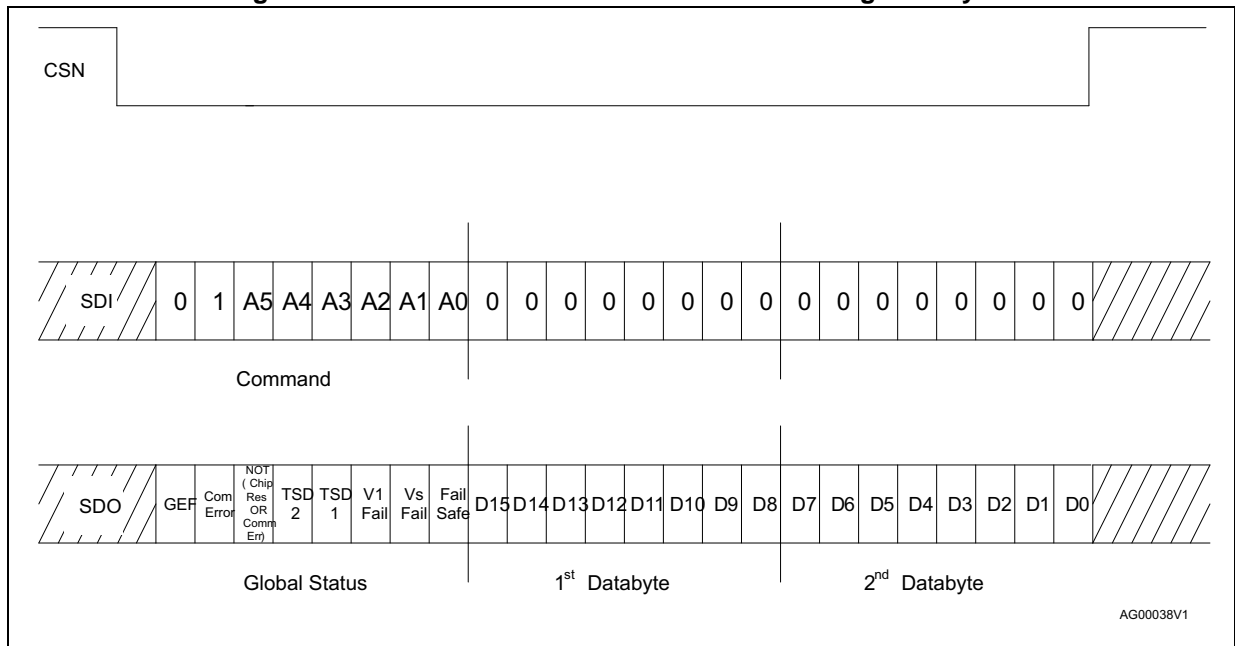 CSN
SDI 0 1 A5 A4 A3 A2 A1 A0 0 0 0 0 0 0 0 0 0 0 0 0 0 0 0 0
Command
SDO GEF Com Error NOT ( Chip Res OR Comm Err) TSD 2 TSD 1 V1 Fail Vs Fail Fail Safe D15 D14 D13 D12 D11 D10 D9 D8 D7 D6 D5 D4 D3 D2 D1 D0
Global Status 1st Databyte 2nd Databyte
AG00038V1